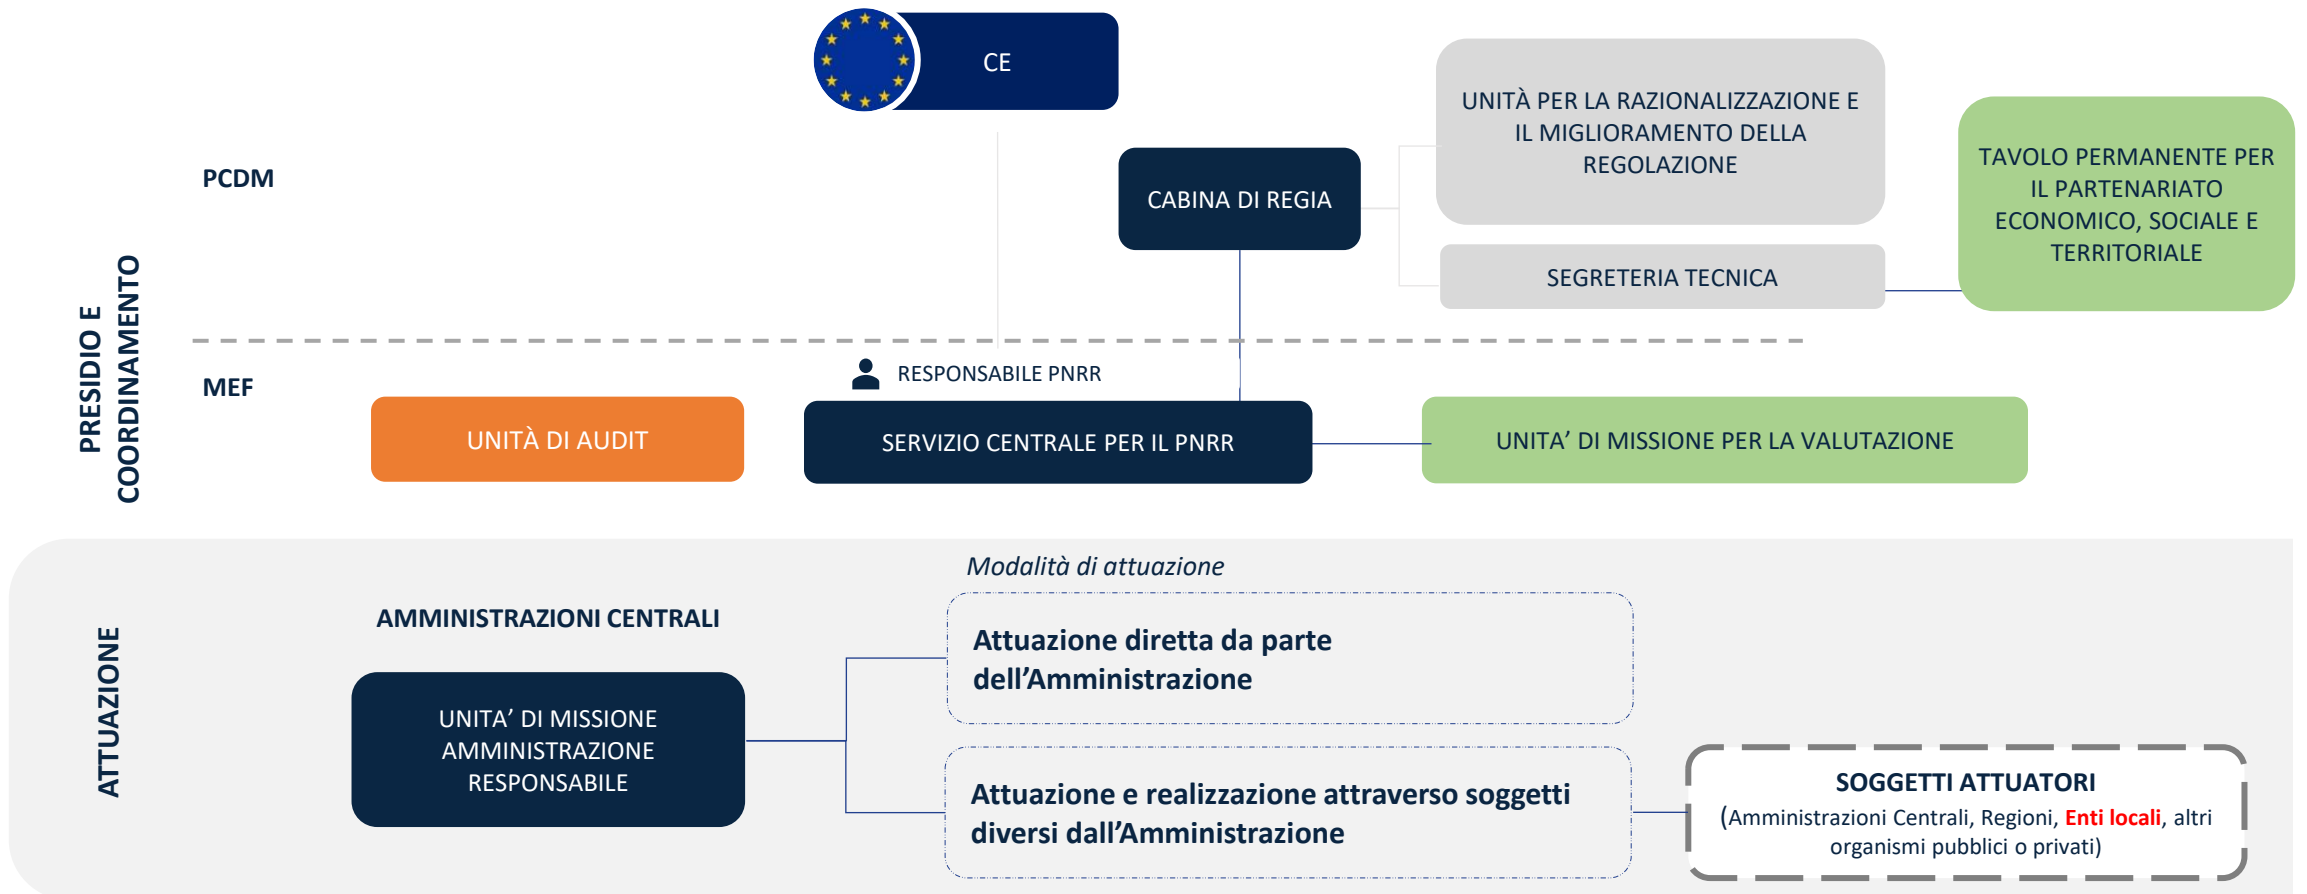 CE
PCDM
CABINA DI REGIA
UNITÀ PER LA RAZIONALIZZAZIONE E
IL MIGLIORAMENTO DELLA
REGOLAZIONE
SEGRETERIA TECNICA
TAVOLO PERMANENTE PER
IL PARTENARIATO
ECONOMICO, SOCIALE E
TERRITORIALE
PRESIDIO E
COORDINAMENTO
MEF
RESPONSABILE PNRR
UNITÀ DI AUDIT
SERVIZIO CENTRALE PER IL PNRR
UNITA’ DI MISSIONE PER LA VALUTAZIONE
ATTUAZIONE
AMMINISTRAZIONI CENTRALI
UNITA’ DI MISSIONE
AMMINISTRAZIONE
RESPONSABILE
Modalità di attuazione
Attuazione diretta da parte
dell’Amministrazione
Attuazione e realizzazione attraverso soggetti
diversi dall’Amministrazione
SOGGETTI ATTUATORI
(Amministrazioni Centrali, Regioni, Enti locali, altri
organismi pubblici o privati)